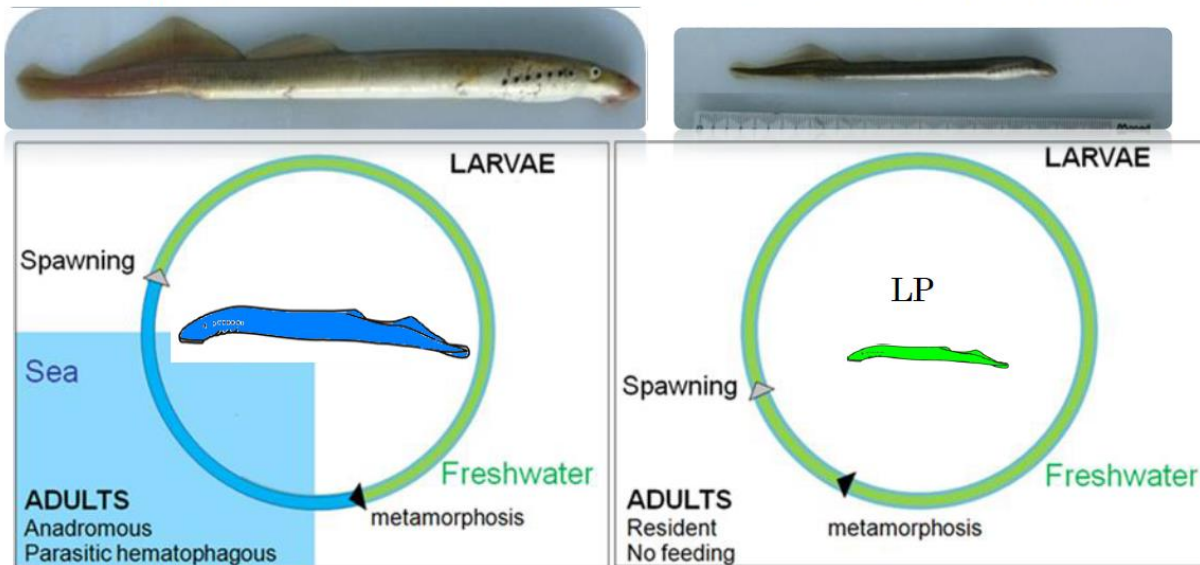 LARVAE
Spawning
Sea
Freshwater
ADULTS
Anadromous
Parasitic hematophagous
metamorphosis
LARVAE
LP
Spawning
Freshwater
ADULTS
Resident
No feeding
metamorphosis